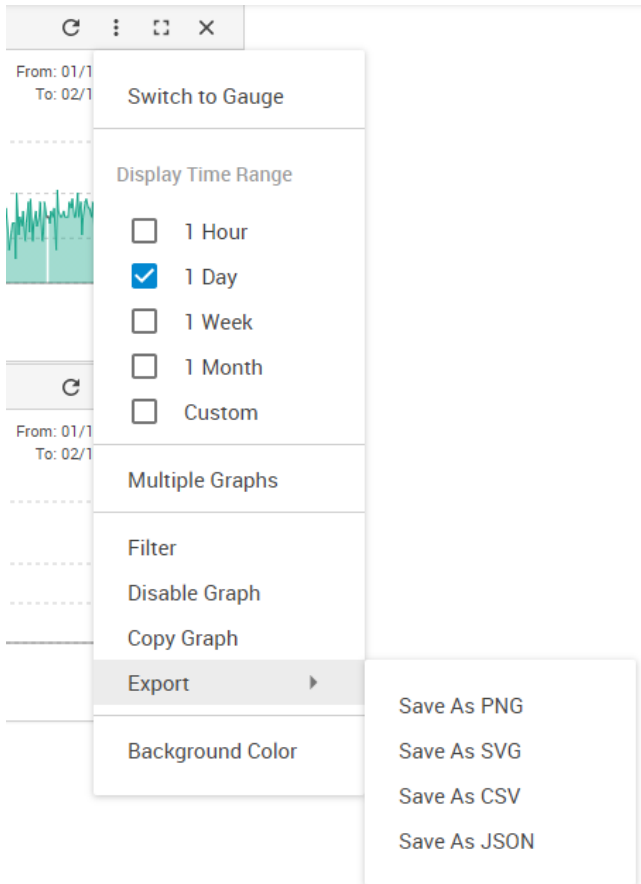 From: 01/1
To: 02/1
Switch to Gauge
Display Time Range
1 Hour
1 Day
1 Week
1 Month
Custom
From: 01/1
To: 02/1
Multiple Graphs
Filter
Disable Graph
Copy Graph
Export
Background Color
Save As PNG
Save As SVG
Save As CSV
Save As JSON